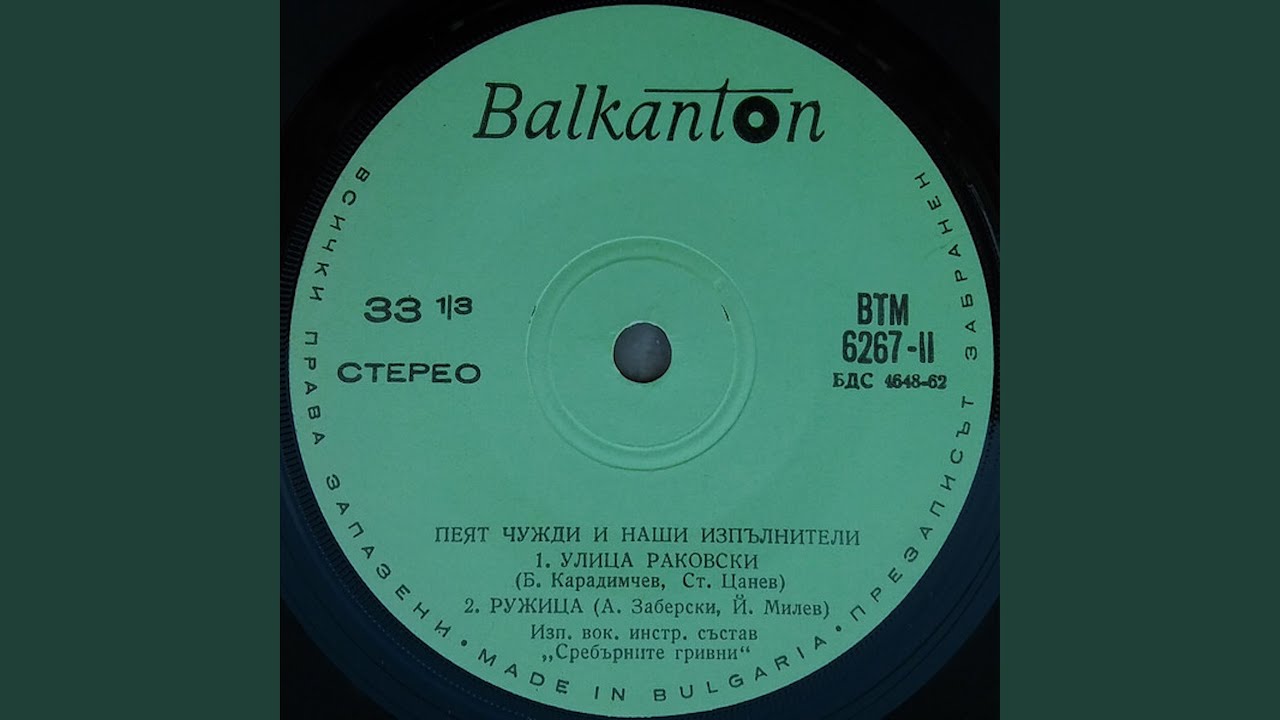 Balkanton
ВСИЧКИ ПРАВА ЗАПАЗЕНИ • MADE IN BULGARIA • ПРЕЗАПИСЪТ ЗАБРАНЕН
33 1/3
СТЕРЕО
ВТМ
6267-II
БДС 4648-62
ПЕЯТ ЧУЖДИ И НАШИ ИЗПЪЛНИТЕЛИ
1. УЛИЦА РАКОВСКИ
(Б. Карадимчев, Ст. Цанев)
2. РУЖИЦА (А. Заберски, Й. Милев)
Изп. вок. инстр. състав
„Сребърните гривни“